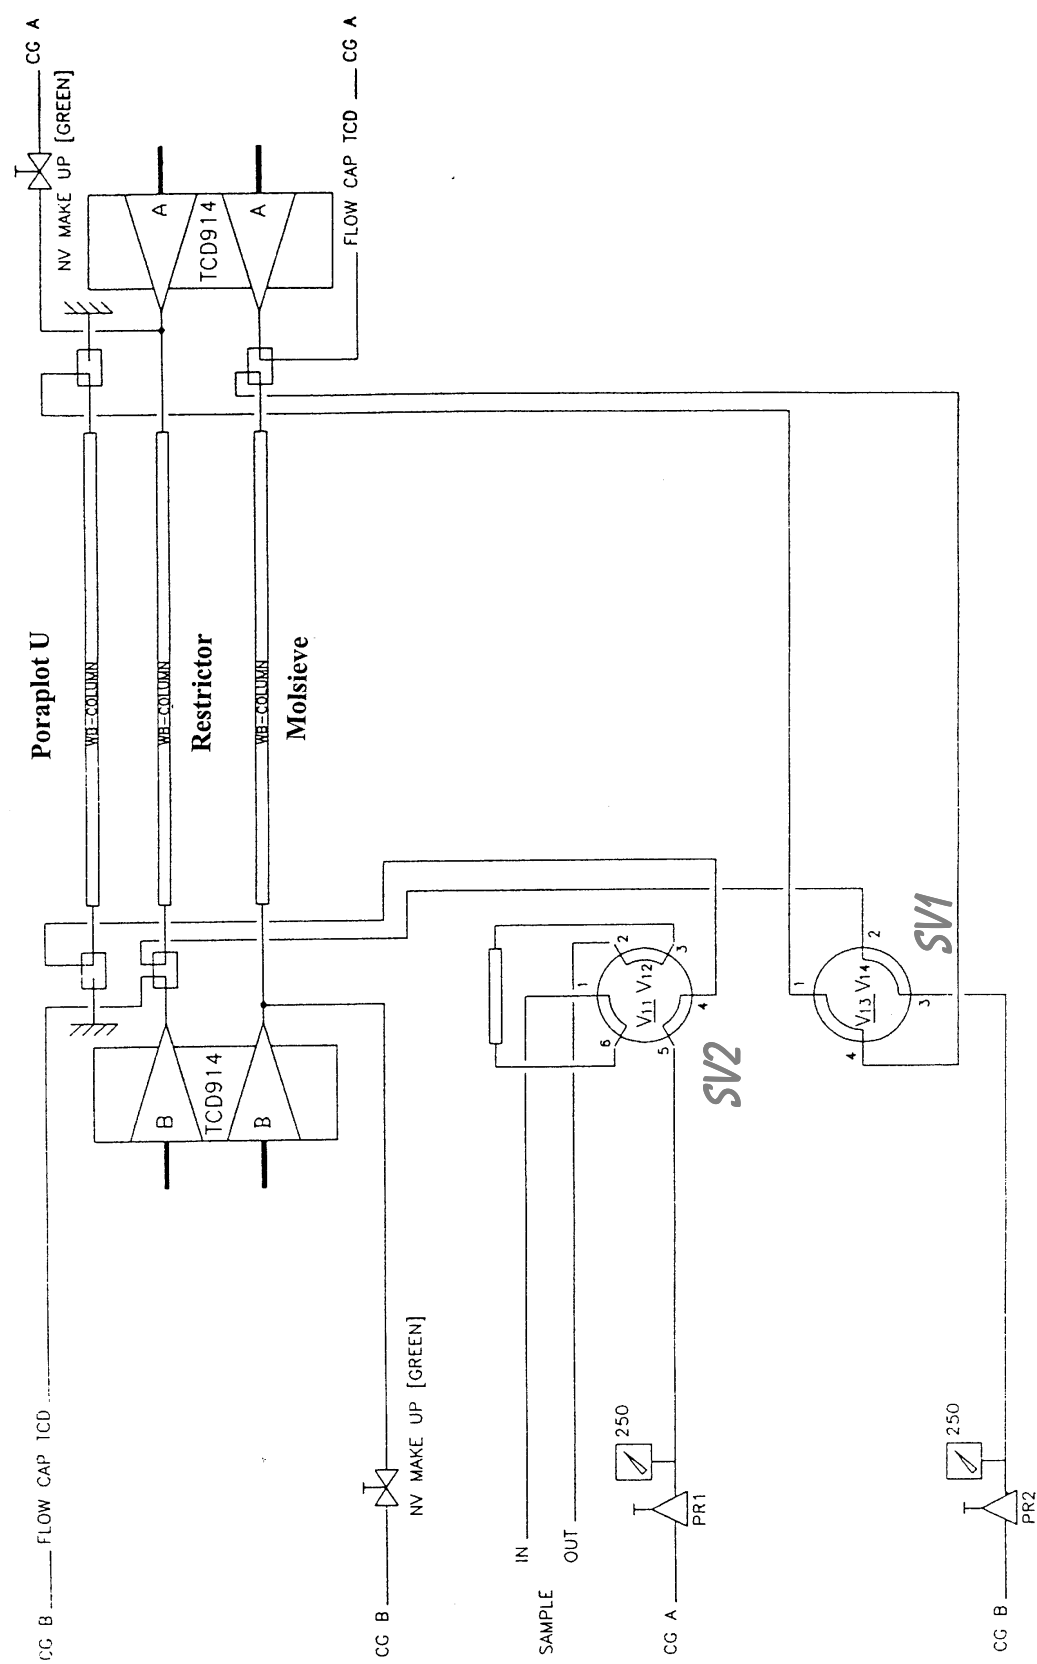 CG A
NV MAKE UP [GREEN]
CG A
FLOW CAP TCD
A
TCD914
A
Poraplot U
WB-COLUMN
Restrictor
WB-COLUMN
Molsieve
WB-COLUMN
B
TCD914
B
CG B
FLOW CAP TCD
CG B
NV MAKE UP [GREEN]
SAMPLE
IN
OUT
1
2
3
4
5
6
V11 V12
SV2
CG A
PR1
250
1
2
3
4
V13 V14
SV1
CG B
PR2
250